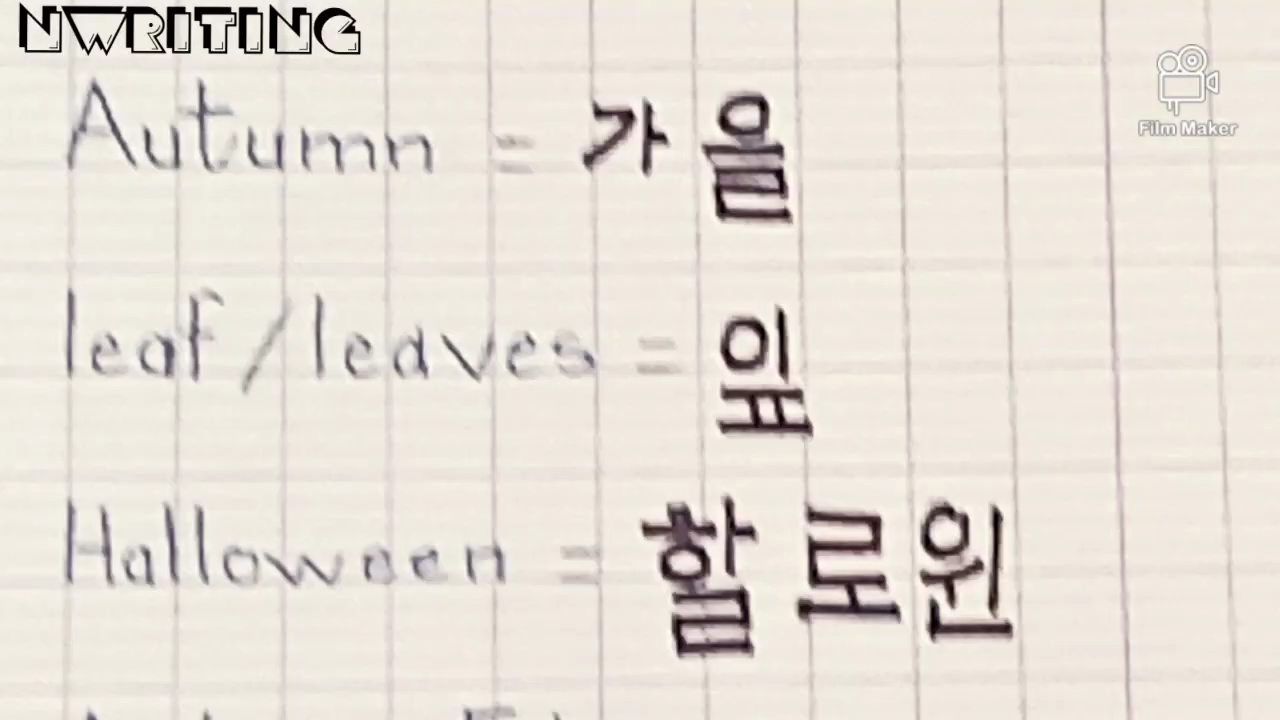 NWRITING
Film Maker
Autumn = 가을
leaf/leaves = 잎
Halloween = 할로윈